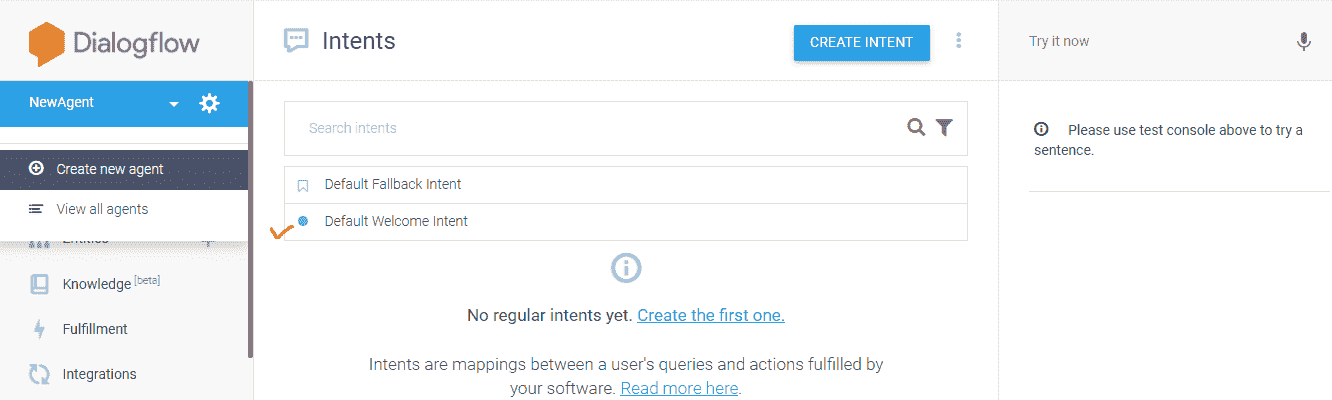 Dialogflow
NewAgent
Create new agent
View all agents
Entities
Knowledge [beta]
Fulfillment
Integrations
Intents
CREATE INTENT
Search intents
Default Fallback Intent
Default Welcome Intent
No regular intents yet. Create the first one.
Intents are mappings between a user's queries and actions fulfilled by
your software. Read more here.
Try it now
Please use test console above to try a
sentence.